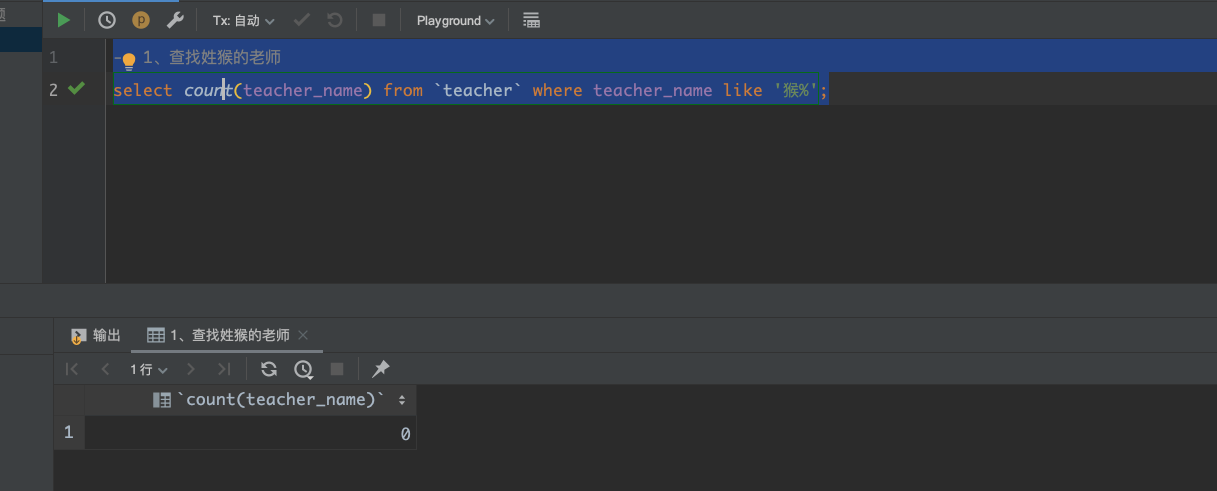 题
Tx: 自动
Playground
1 - 1、查找姓猴的老师
2 select count(teacher_name) from `teacher` where teacher_name like '猴%';
输出 1、查找姓猴的老师
1 行
`count(teacher_name)`
1 0